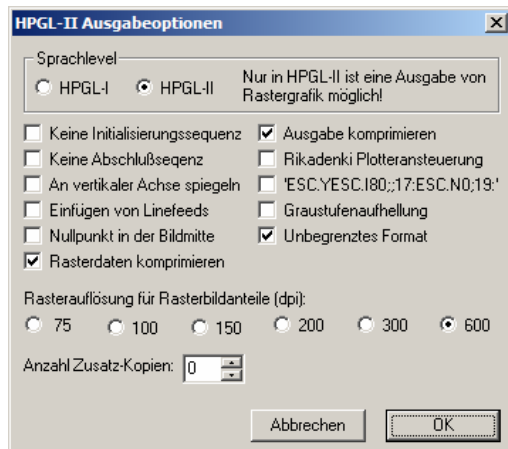 HPGL-II Ausgabeoptionen
Sprachlevel
HPGL-I HPGL-II
Nur in HPGL-II ist eine Ausgabe von
Rastergrafik möglich!
Keine Initialisierungssequenz
Keine Abschlußseqenz
An vertikaler Achse spiegeln
Einfügen von Linefeeds
Nullpunkt in der Bildmitte
Rasterdaten komprimieren
Ausgabe komprimieren
Rikadenki Plotteransteuerung
'ESC.YESC.I80;;17:ESC.N0;19:'
Graustufenaufhellung
Unbegrenztes Format
Rasterauflösung für Rasterbildanteile (dpi):
75 100 150 200 300 600
Anzahl Zusatz-Kopien: 0
Abbrechen OK